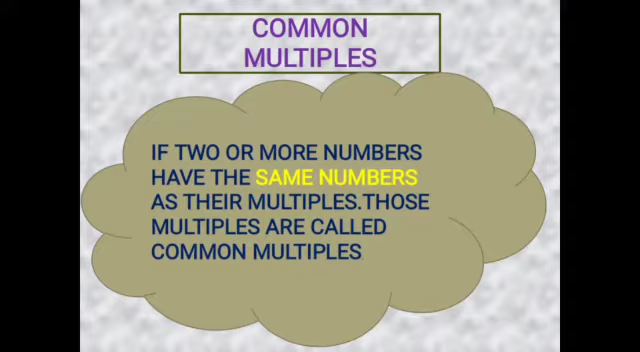 COMMON
MULTIPLES
IF TWO OR MORE NUMBERS
HAVE THE SAME NUMBERS
AS THEIR MULTIPLES.THOSE
MULTIPLES ARE CALLED
COMMON MULTIPLES